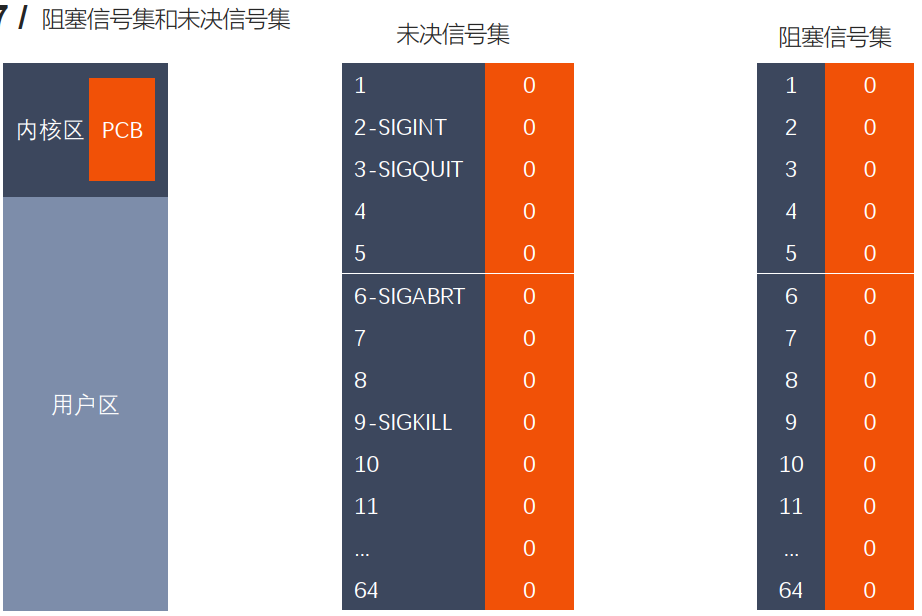 7 / 阻塞信号集和未决信号集
未决信号集
阻塞信号集
内核区
PCB
用户区
1 0
2-SIGINT 0
3-SIGQUIT 0
4 0
5 0
6-SIGABRT 0
7 0
8 0
9-SIGKILL 0
10 0
11 0
... 0
64 0
1 0
2 0
3 0
4 0
5 0
6 0
7 0
8 0
9 0
10 0
11 0
... 0
64 0